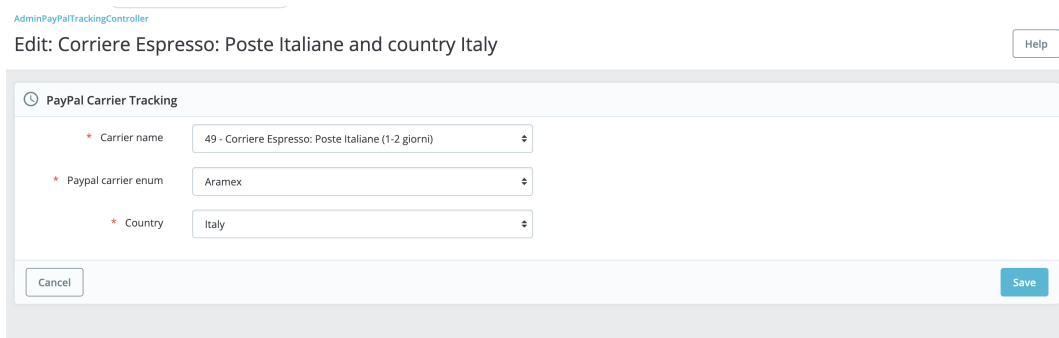 AdminPayPalTrackingController
Edit: Corriere Espresso: Poste Italiane and country Italy
Help
PayPal Carrier Tracking
* Carrier name
49 - Corriere Espresso: Poste Italiane (1-2 giorni)
* Paypal carrier enum
Aramex
* Country
Italy
Cancel
Save